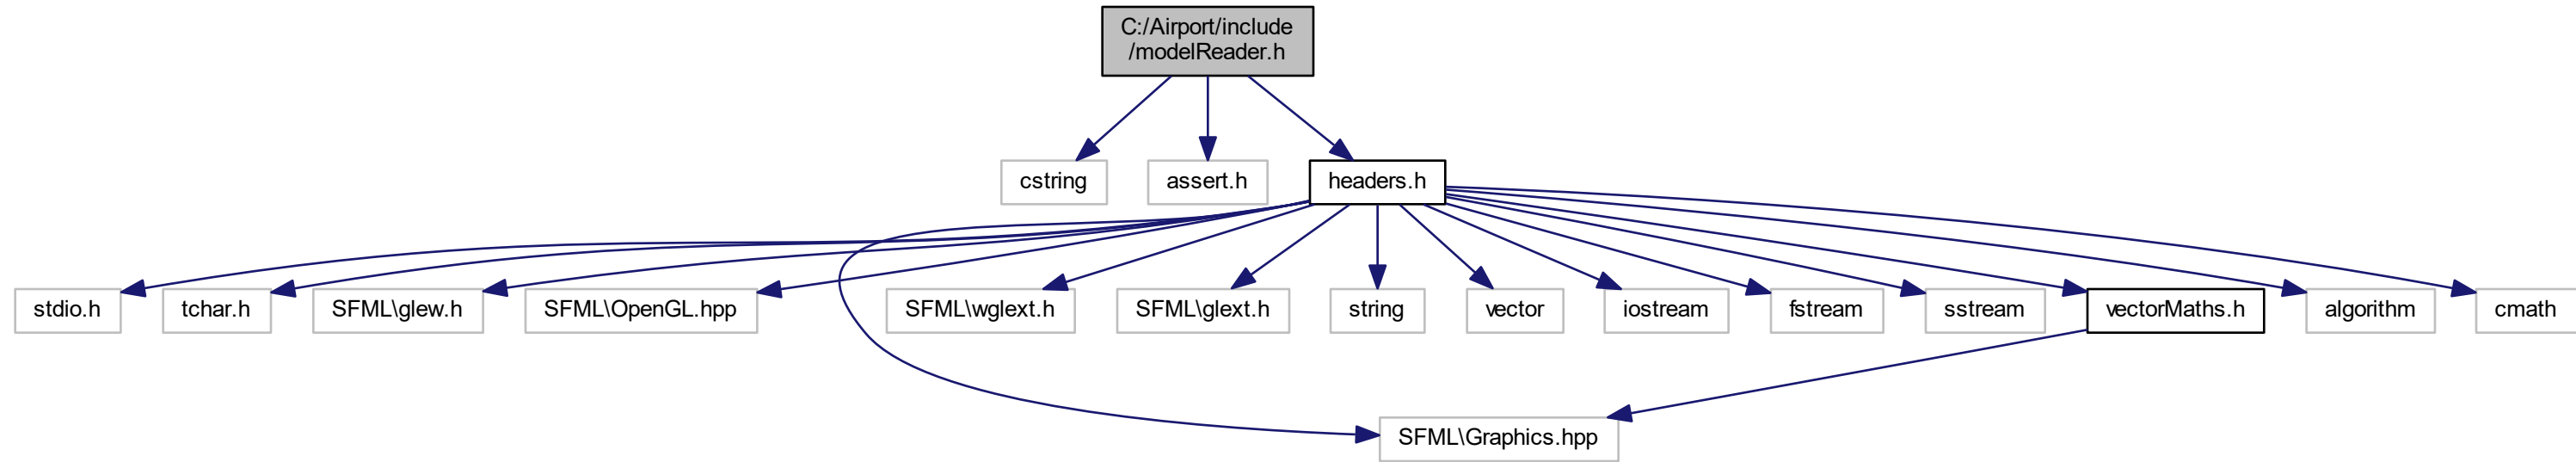 C:/Airport/include
/modelReader.h
cstring
assert.h
headers.h
stdio.h
tchar.h
SFML\glew.h
SFML\OpenGL.hpp
SFML\wglext.h
SFML\glext.h
string
vector
iostream
fstream
sstream
vectorMaths.h
algorithm
cmath
SFML\Graphics.hpp